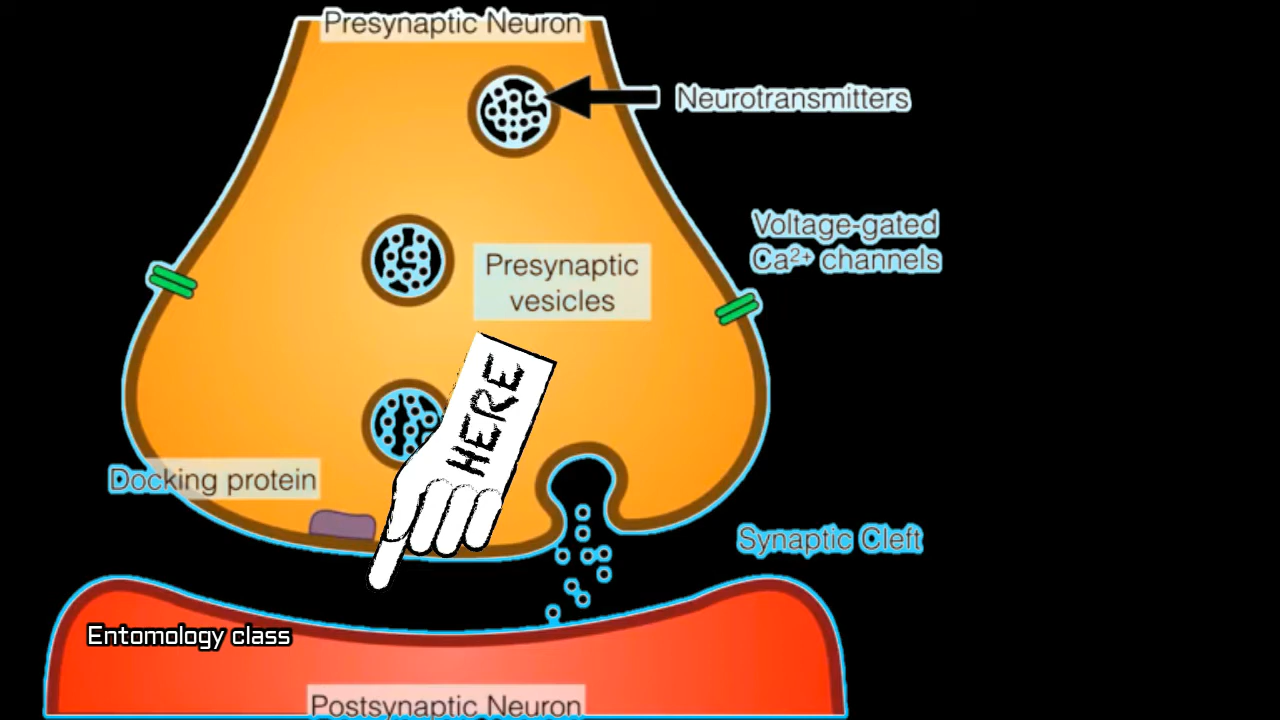 Presynaptic Neuron
Neurotransmitters
Voltage-gated
Ca²⁺ channels
Presynaptic
vesicles
HERE
Docking protein
Synaptic Cleft
Entomology class
Postsynaptic Neuron